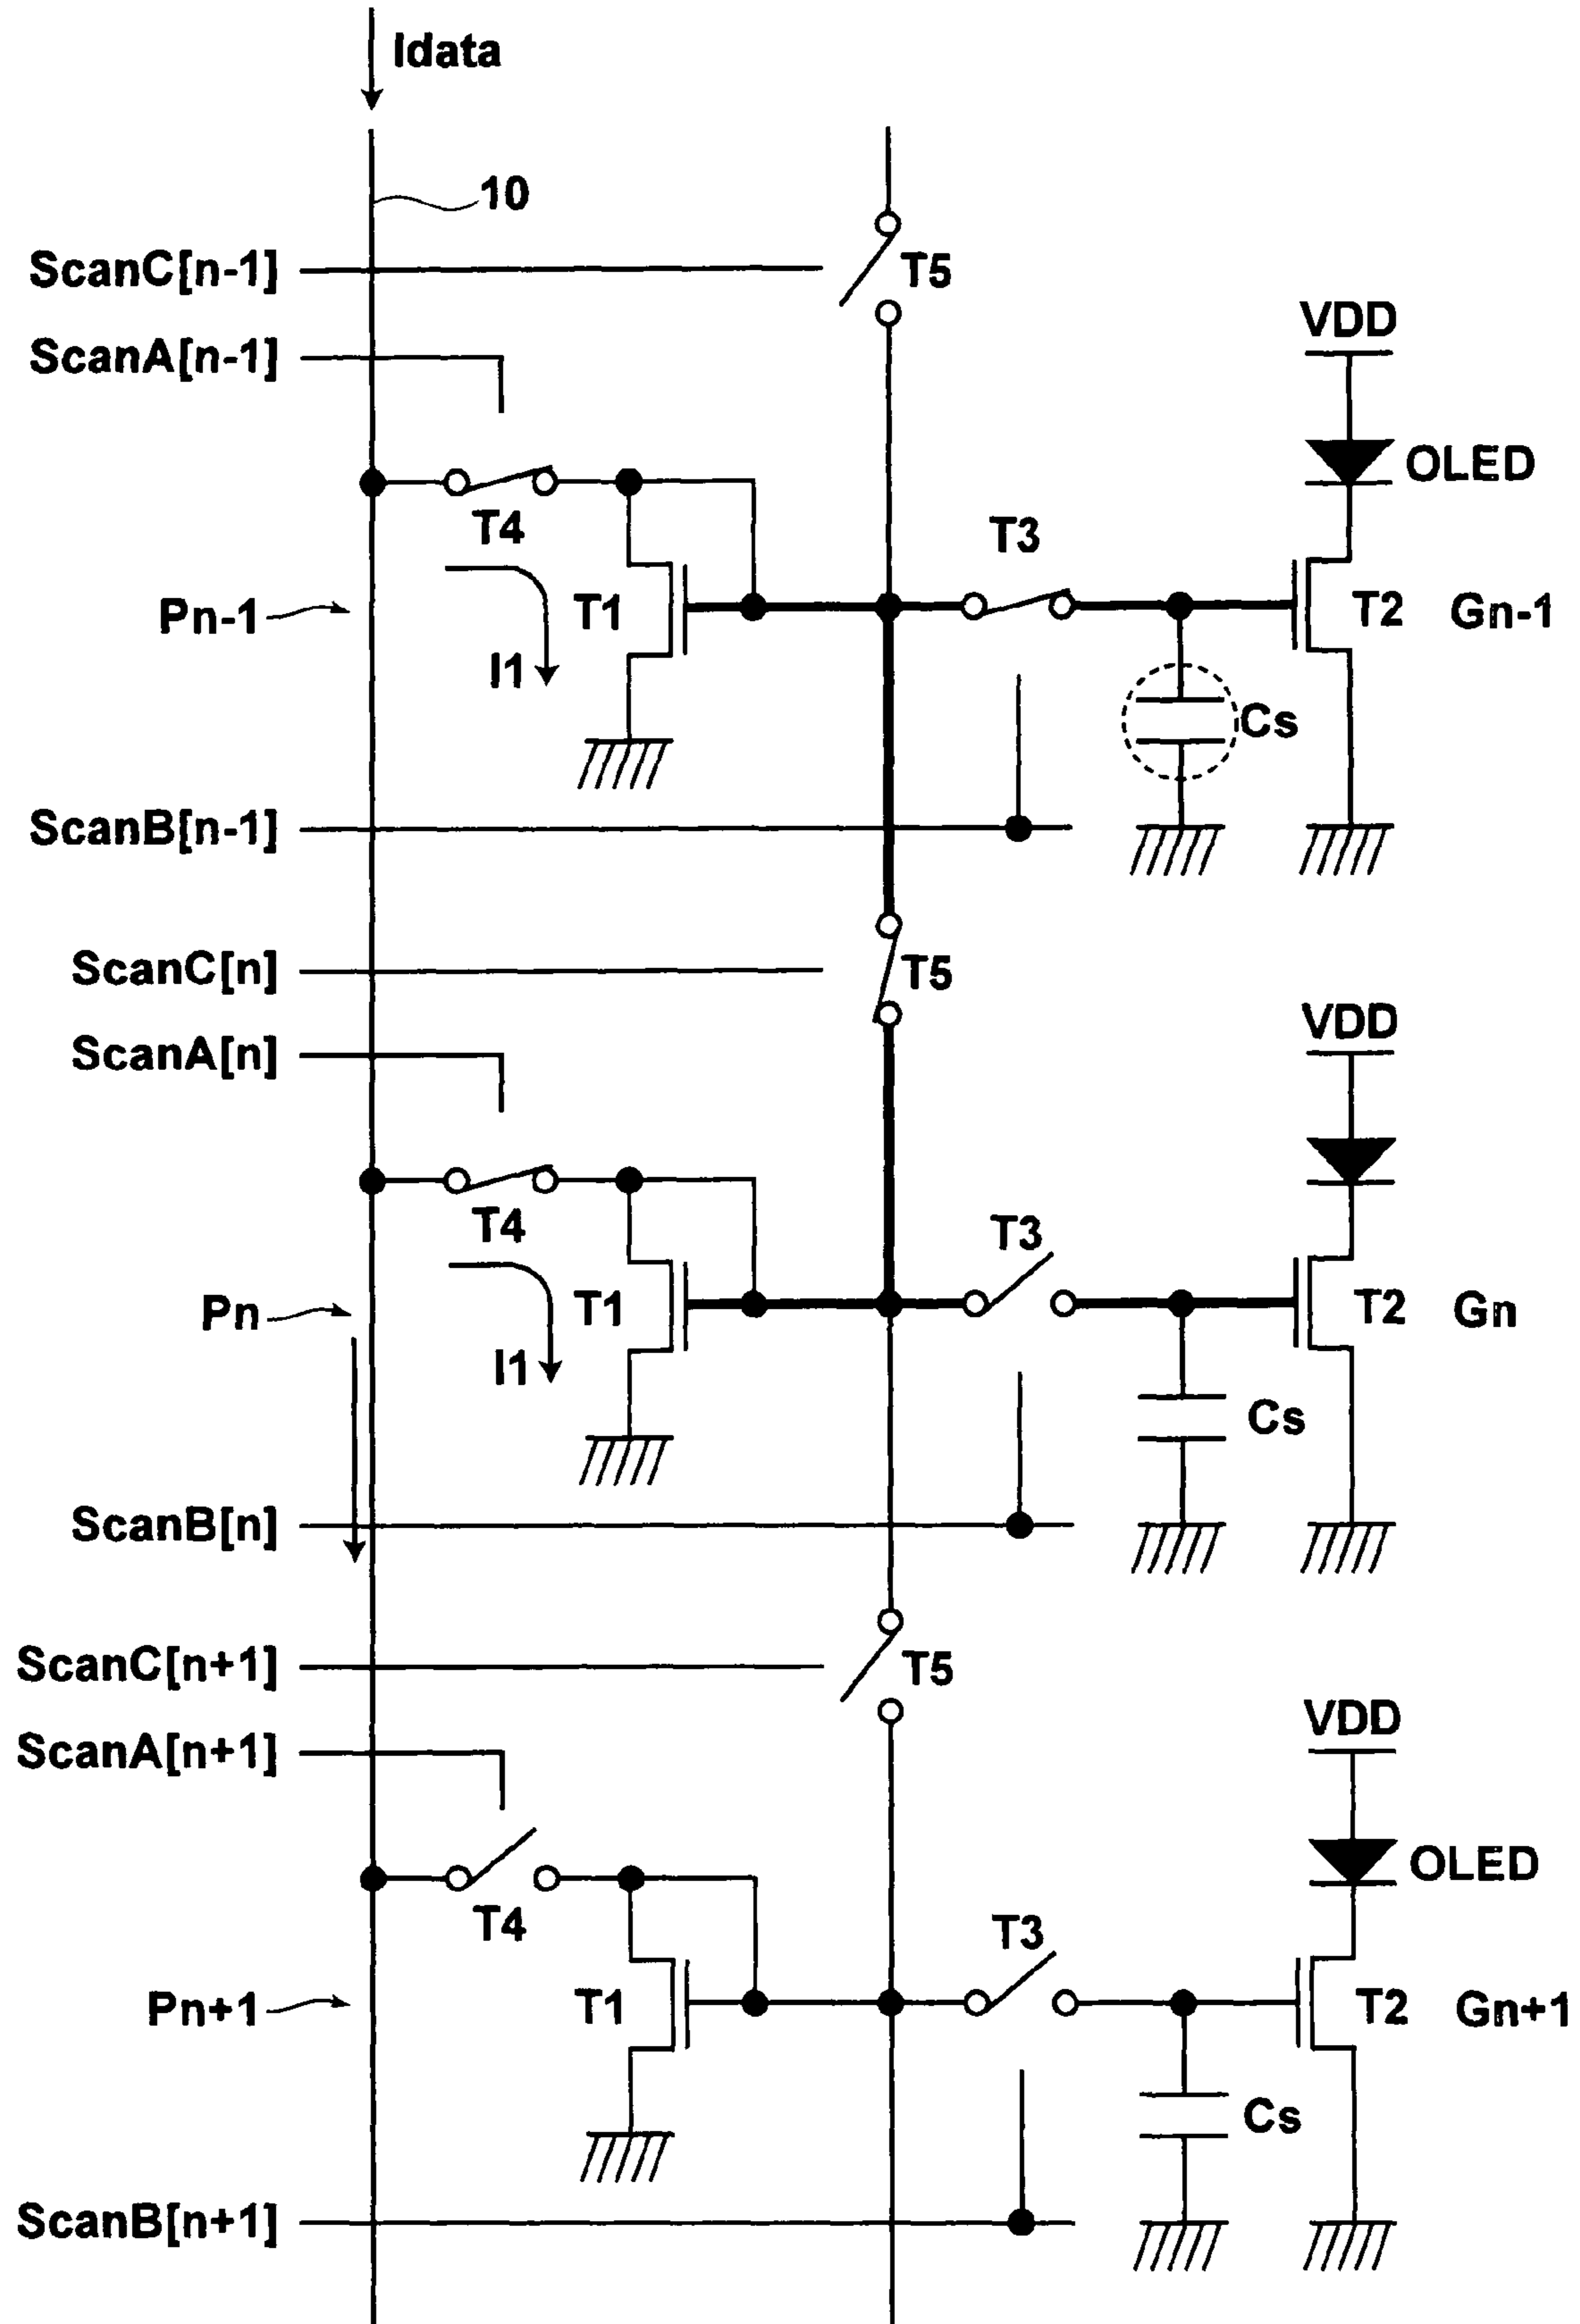 Idata
10
ScanC[n-1]
T5
VDD
ScanA[n-1]
OLED
T4
T3
Pn-1
T1
T2
Gn-1
I1
Cs
ScanB[n-1]
ScanC[n]
T5
VDD
ScanA[n]
T4
T3
Pn
T1
T2
Gn
I1
Cs
ScanB[n]
ScanC[n+1]
T5
VDD
ScanA[n+1]
OLED
T4
T3
Pn+1
T1
T2
Gn+1
Cs
ScanB[n+1]